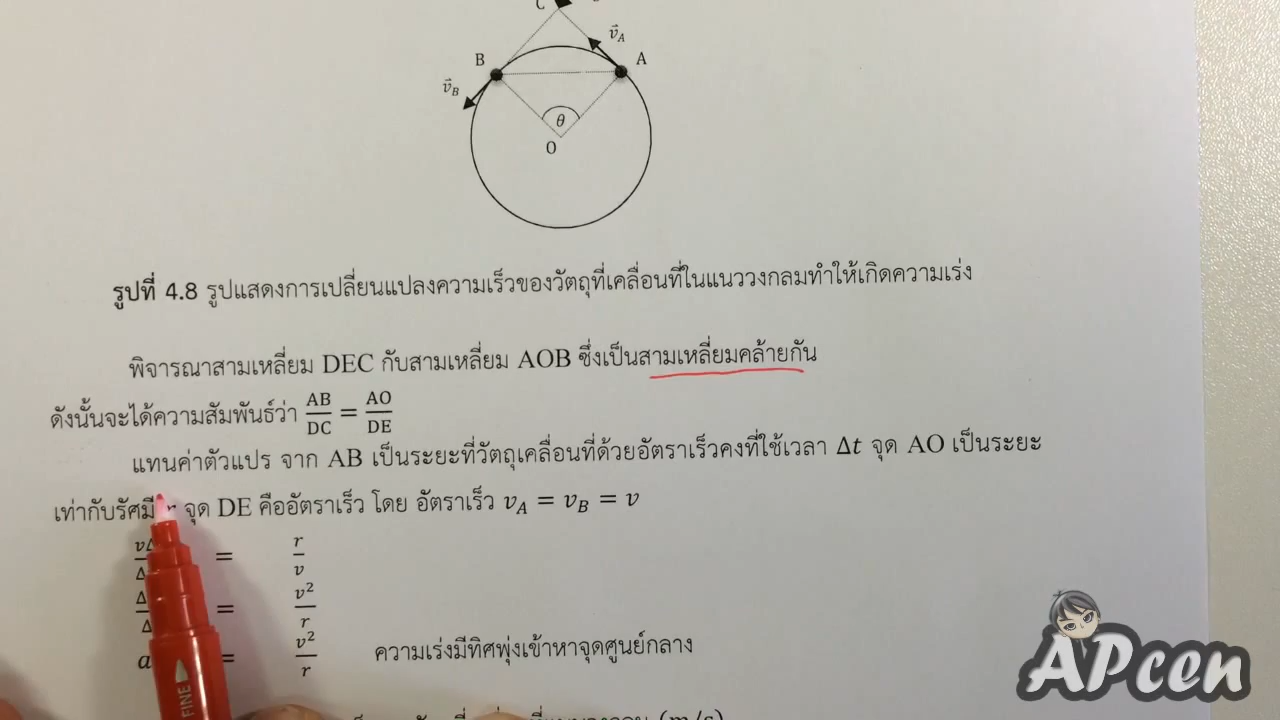 C
v⃗A
B
A
v⃗B
θ
O
รูปที่ 4.8 รูปแสดงการเปลี่ยนแปลงความเร็วของวัตถุที่เคลื่อนที่ในแนววงกลมทำให้เกิดความเร่ง
พิจารณาสามเหลี่ยม DEC กับสามเหลี่ยม AOB ซึ่งเป็นสามเหลี่ยมคล้ายกัน
ดังนั้นจะได้ความสัมพันธ์ว่า AB/DC = AO/DE
แทนค่าตัวแปร จาก AB เป็นระยะที่วัตถุเคลื่อนที่ด้วยอัตราเร็วคงที่ใช้เวลา Δt จุด AO เป็นระยะ
เท่ากับรัศมี r จุด DE คืออัตราเร็ว โดย อัตราเร็ว vA = vB = v
= r/v
= v²/r
a = v²/r ความเร่งมีทิศพุ่งเข้าหาจุดศูนย์กลาง
(m/s)
FINE
APcen